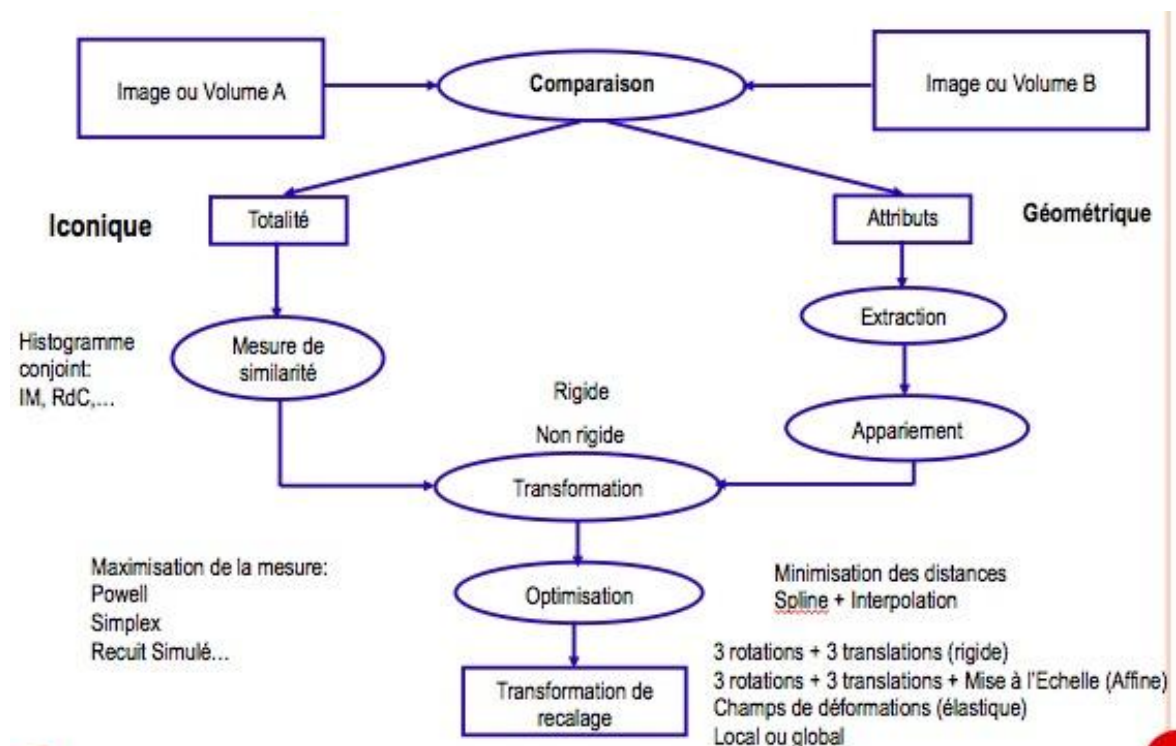 Image ou Volume A
Comparaison
Image ou Volume B
Iconique
Totalité
Attributs
Géométrique
Extraction
Histogramme
conjoint:
IM, RdC,...
Mesure de
similarité
Rigide
Non rigide
Appariement
Transformation
Maximisation de la mesure:
Powell
Simplex
Recuit Simulé...
Optimisation
Minimisation des distances
Spline + Interpolation
Transformation de
recalage
3 rotations + 3 translations (rigide)
3 rotations + 3 translations + Mise à l'Echelle (Affine)
Champs de déformations (élastique)
Local ou global